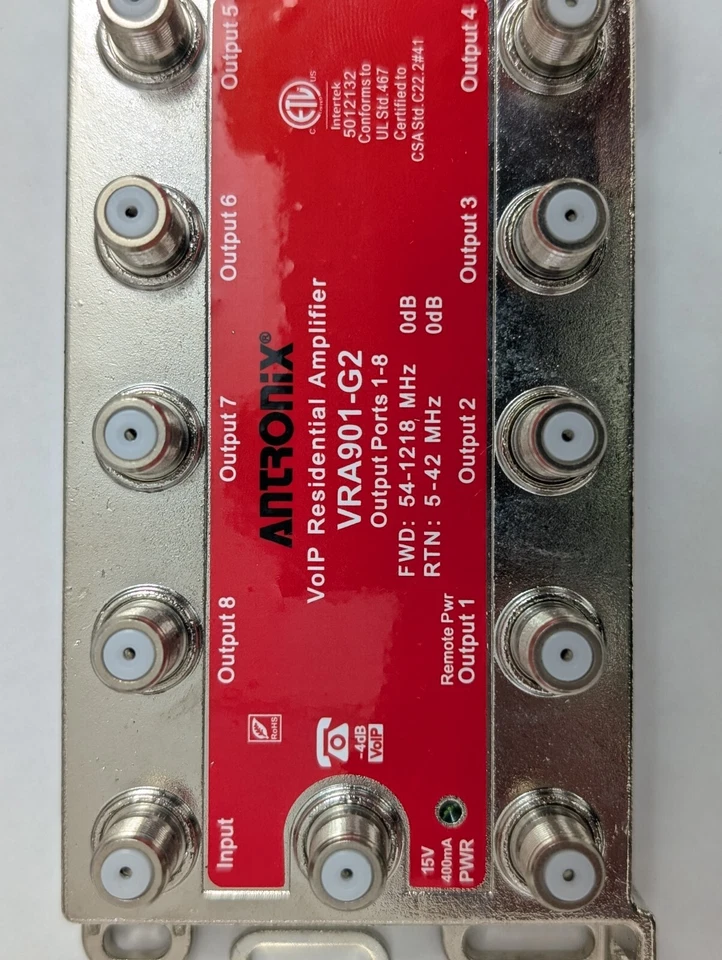 Output 5
Output 6
Output 7
Output 8
Input
C
US
Intertek
5012132
Conforms to
UL Std. 467
Certified to
CSA Std. C22.2#41
ETL
ANTRONIX®
VoIP Residential Amplifier
VRA901-G2
Output Ports 1-8
FWD: 54-1218 MHz 0dB
RTN: 5-42 MHz 0dB
RoHS
-4dB
VoIP
Output 4
Output 3
Output 2
Remote Pwr
Output 1
15V
400mA
PWR